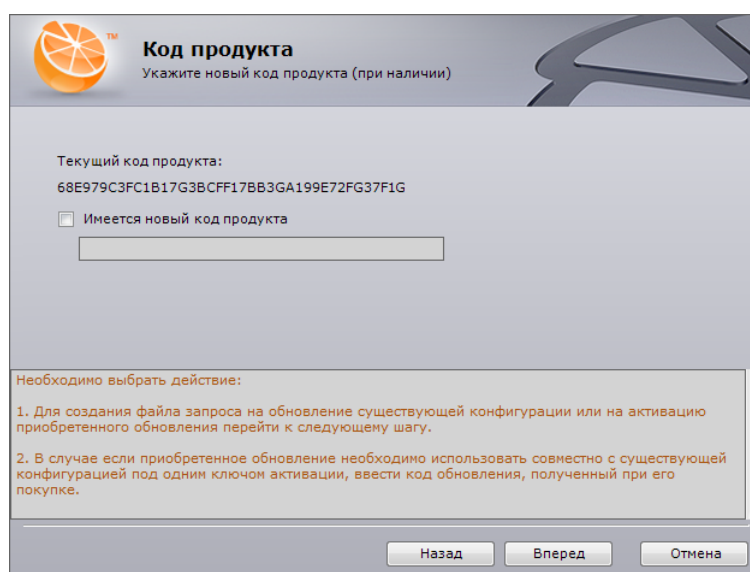 TM
Код продукта
Укажите новый код продукта (при наличии)
Текущий код продукта:
68E979C3FC1B17G3BCFF17BB3GA199E72FG37F1G
Имеется новый код продукта
Необходимо выбрать действие:
1. Для создания файла запроса на обновление существующей конфигурации или на активацию
приобретенного обновления перейти к следующему шагу.
2. В случае если приобретенное обновление необходимо использовать совместно с существующей
конфигурацией под одним ключом активации, ввести код обновления, полученный при его
покупке.
Назад
Вперед
Отмена